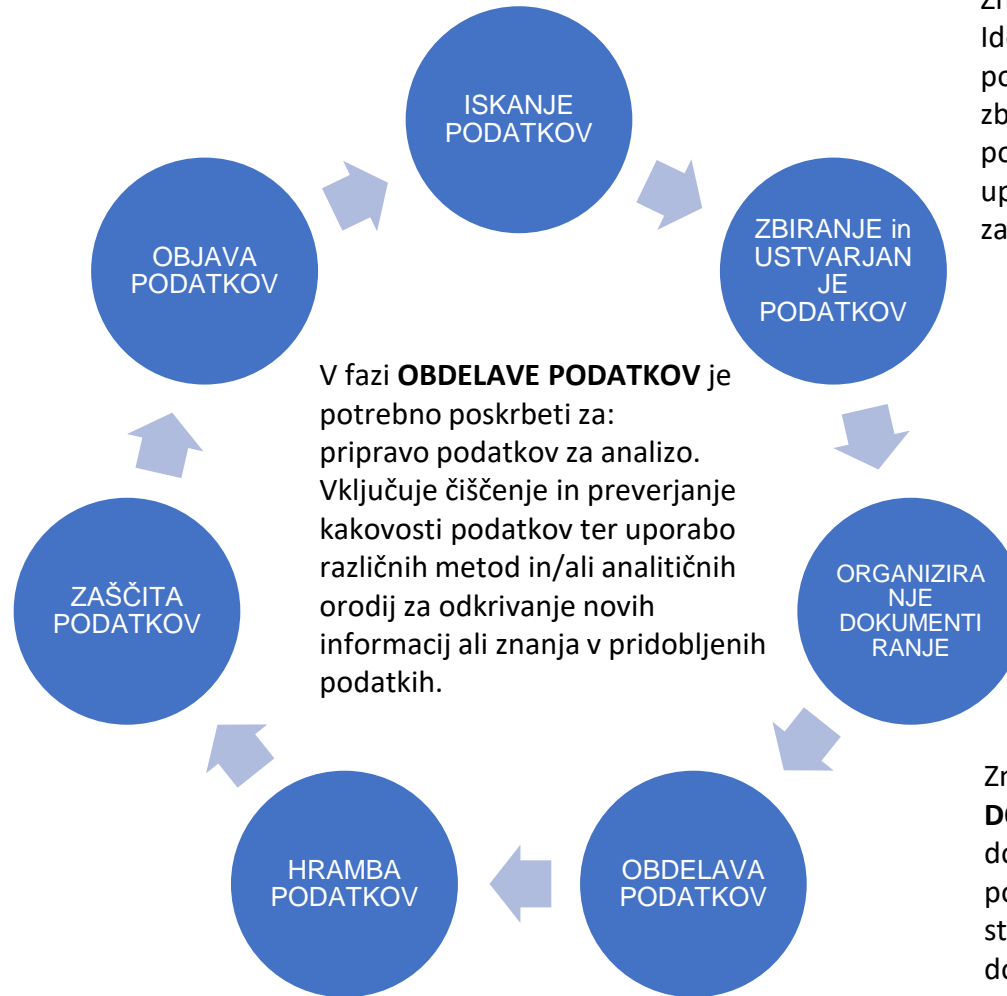 ISKANJE
PODATKOV
ZBIRANJE in
USTVARJAN
JE
PODATKOV
ORGANIZIRA
NJE
DOKUMENTI
RANJE
OBDELAVA
PODATKOV
HRAMBA
PODATKOV
ZAŠČITA
PODATKOV
OBJAVA
PODATKOV
V fazi OBDELAVE PODATKOV je
potrebno poskrbeti za:
pripravo podatkov za analizo.
Vključuje čiščenje in preverjanje
kakovosti podatkov ter uporabo
različnih metod in/ali analitičnih
orodij za odkrivanje novih
informacij ali znanja v pridobljenih
podatkih.